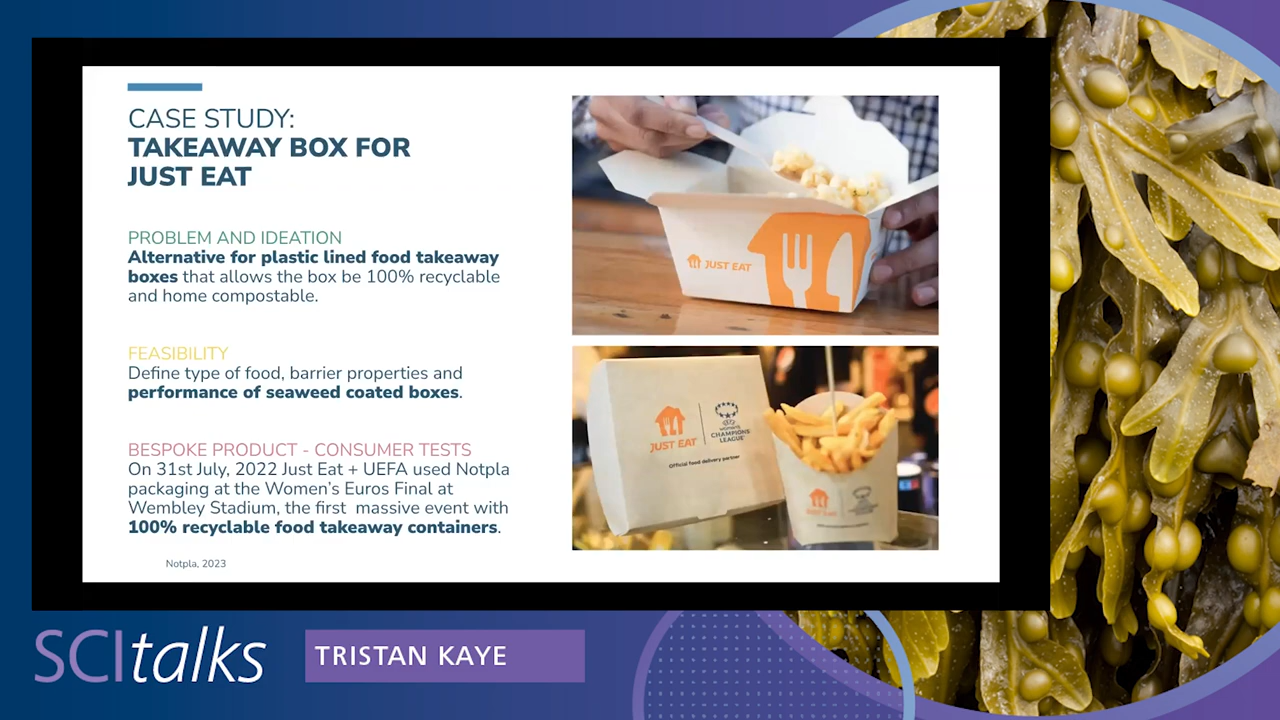 CASE STUDY:
TAKEAWAY BOX FOR
JUST EAT
PROBLEM AND IDEATION
Alternative for plastic lined food takeaway
boxes that allows the box be 100% recyclable
and home compostable.
FEASIBILITY
Define type of food, barrier properties and
performance of seaweed coated boxes.
BESPOKE PRODUCT - CONSUMER TESTS
On 31st July, 2022 Just Eat + UEFA used Notpla
packaging at the Women's Euros Final at
Wembley Stadium, the first massive event with
100% recyclable food takeaway containers.
Notpla, 2023
JUST EAT
JUST EAT
WOMEN'S
CHAMPIONS
LEAGUE
Official food delivery partner
SCItalks
TRISTAN KAYE